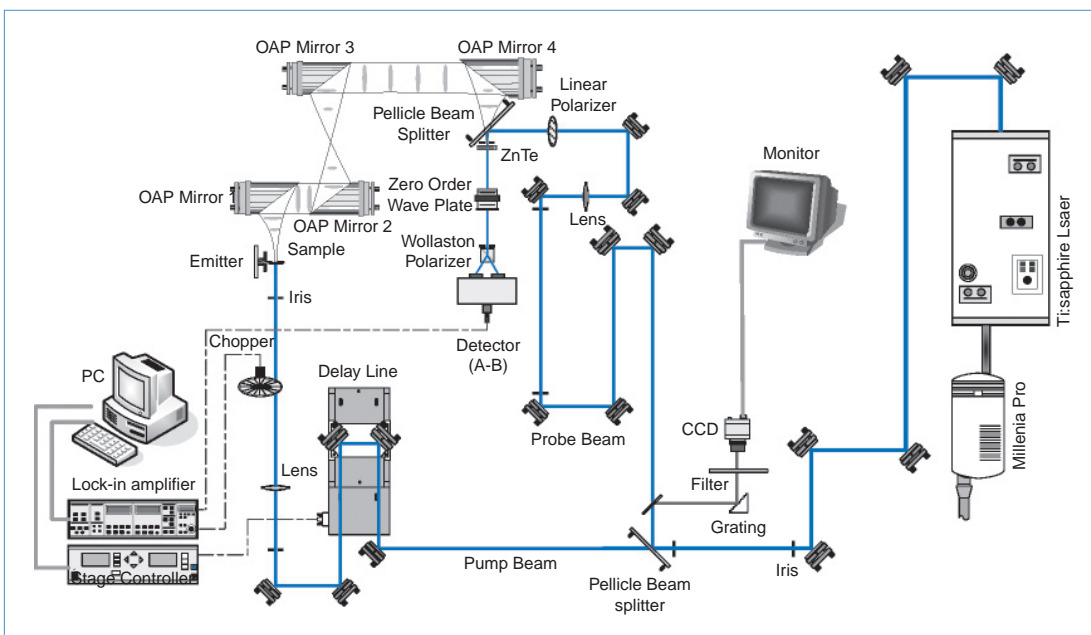 OAP Mirror 3
OAP Mirror 4
Linear
Polarizer
Pellicle Beam
Splitter
ZnTe
Monitor
OAP Mirror 1
Zero Order
Wave Plate
OAP Mirror 2
Lens
Sample
Wollaston
Polarizer
Emitter
Iris
Ti:sapphire Lsaer
Chopper
Detector
(A-B)
PC
Delay Line
Millenia Pro
Probe Beam
CCD
Lens
Lock-in amplifier
Filter
Grating
Pump Beam
Iris
Stage Controller
Pellicle Beam
splitter